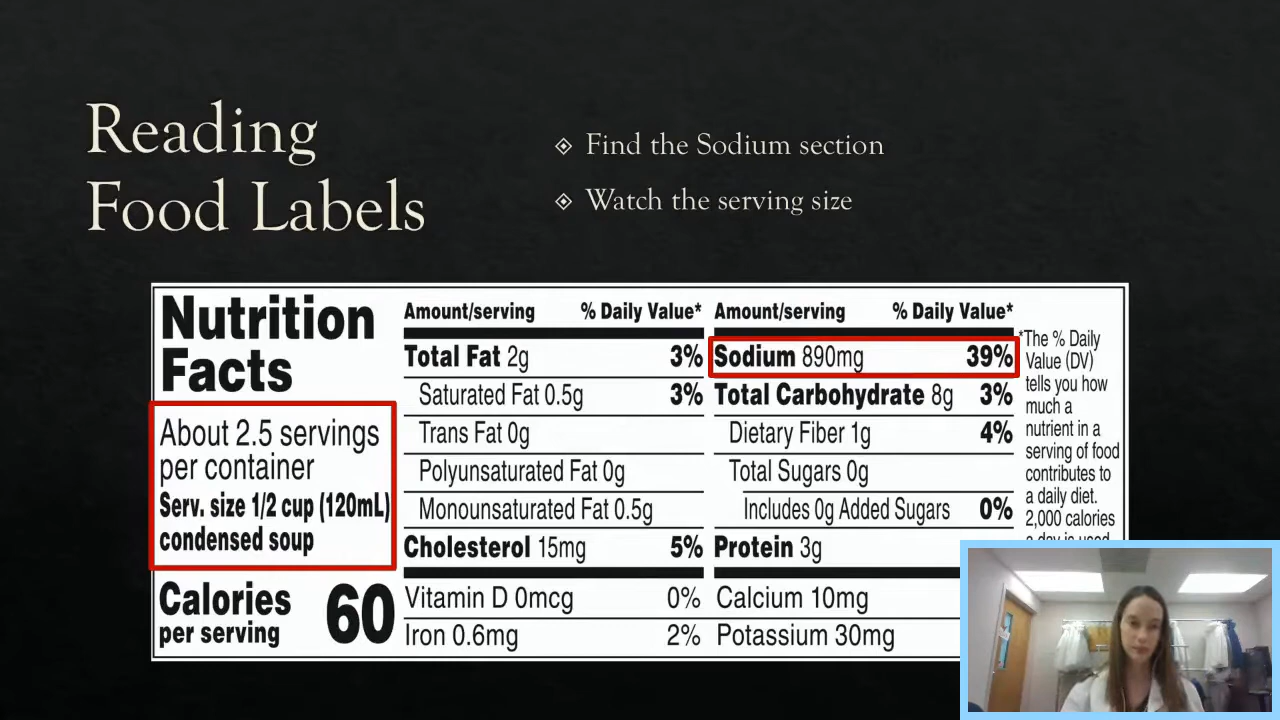 Reading
Food Labels
Find the Sodium section
Watch the serving size
Nutrition
Facts
About 2.5 servings
per container
Serv. size 1/2 cup (120mL)
condensed soup
Calories 60
per serving
Amount/serving % Daily Value*
Total Fat 2g 3%
Saturated Fat 0.5g 3%
Trans Fat 0g
Polyunsaturated Fat 0g
Monounsaturated Fat 0.5g
Cholesterol 15mg 5%
Vitamin D 0mcg 0%
Iron 0.6mg 2%
Amount/serving % Daily Value*
Sodium 890mg 39%
Total Carbohydrate 8g 3%
Dietary Fiber 1g 4%
Total Sugars 0g
Includes 0g Added Sugars 0%
Protein 3g
Calcium 10mg
Potassium 30mg
*The % Daily
Value (DV)
tells you how
much a
nutrient in a
serving of food
contributes to
a daily diet.
2,000 calories
a day is used